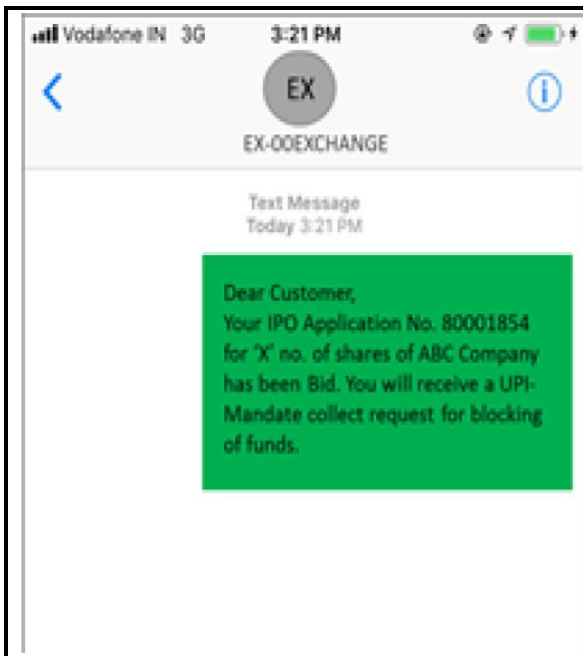 Vodafone IN 3G 3:21 PM
EX
EX-00EXCHANGE
Text Message
Today 3:21 PM
Dear Customer,
Your IPO Application No. 80001854
for 'X' no. of shares of ABC Company
has been Bid. You will receive a UPI-
Mandate collect request for blocking
of funds.